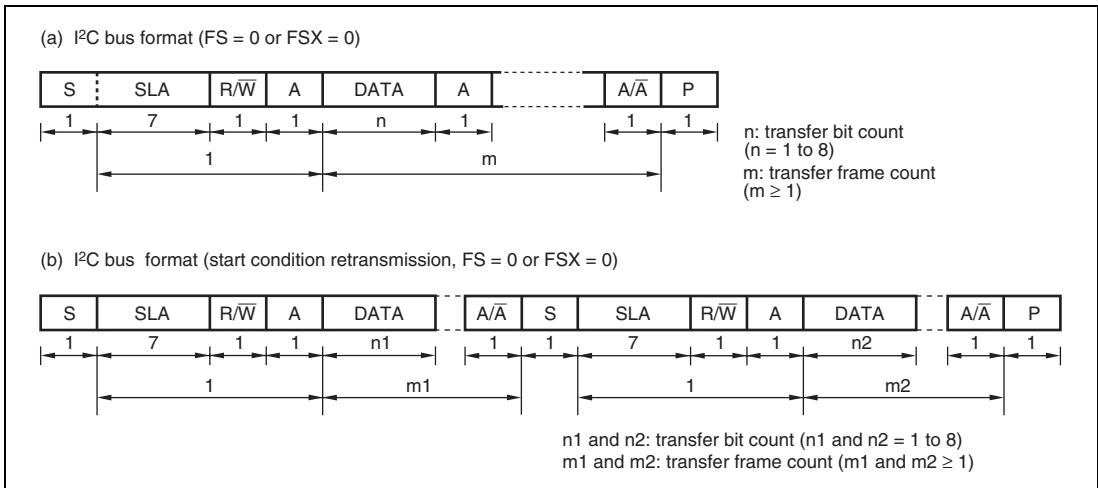 (a) I²C bus format (FS = 0 or FSX = 0)
S SLA R/W̅ A DATA A A/A̅ P
1 7 1 1 n 1 1 1
1 m
n: transfer bit count
(n = 1 to 8)
m: transfer frame count
(m ≥ 1)
(b) I²C bus format (start condition retransmission, FS = 0 or FSX = 0)
S SLA R/W̅ A DATA A/A̅ S SLA R/W̅ A DATA A/A̅ P
1 7 1 1 n1 1 1 7 1 1 n2 1 1
1 m1 1 m2
n1 and n2: transfer bit count (n1 and n2 = 1 to 8)
m1 and m2: transfer frame count (m1 and m2 ≥ 1)